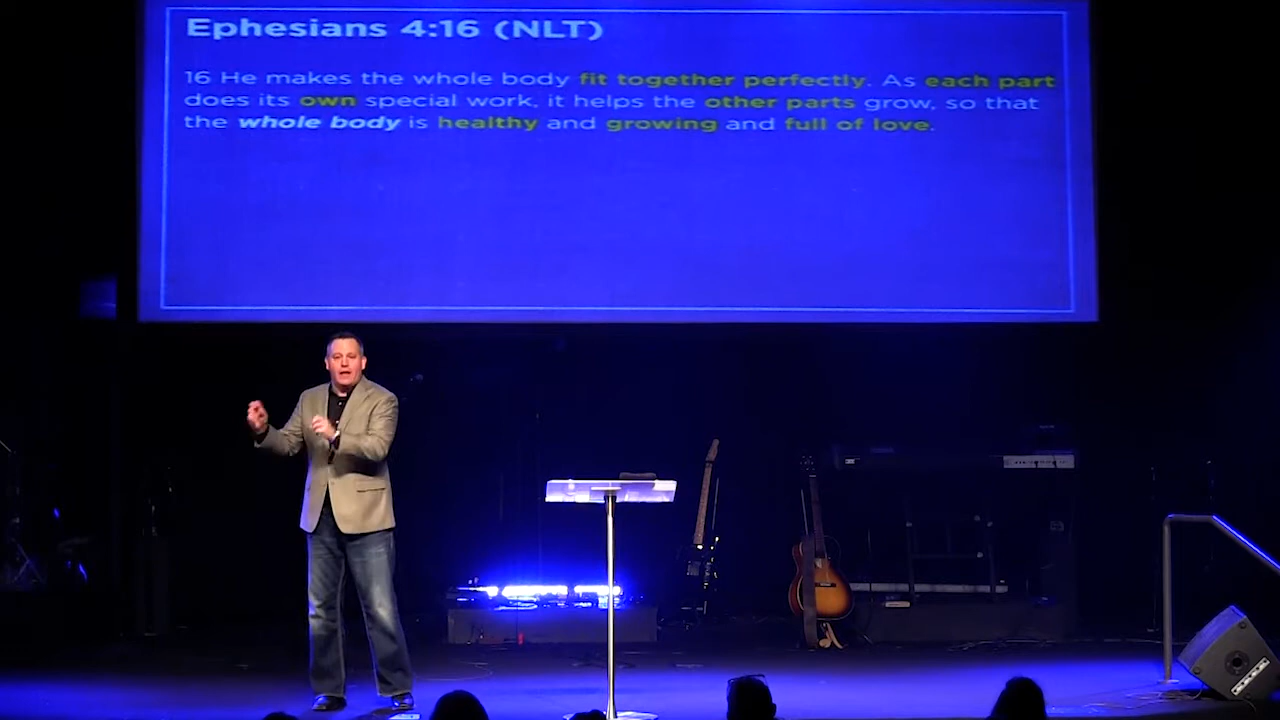 Ephesians 4:16 (NLT)
16 He makes the whole body fit together perfectly. As each part
does its own special work, it helps the other parts grow, so that
the whole body is healthy and growing and full of love.